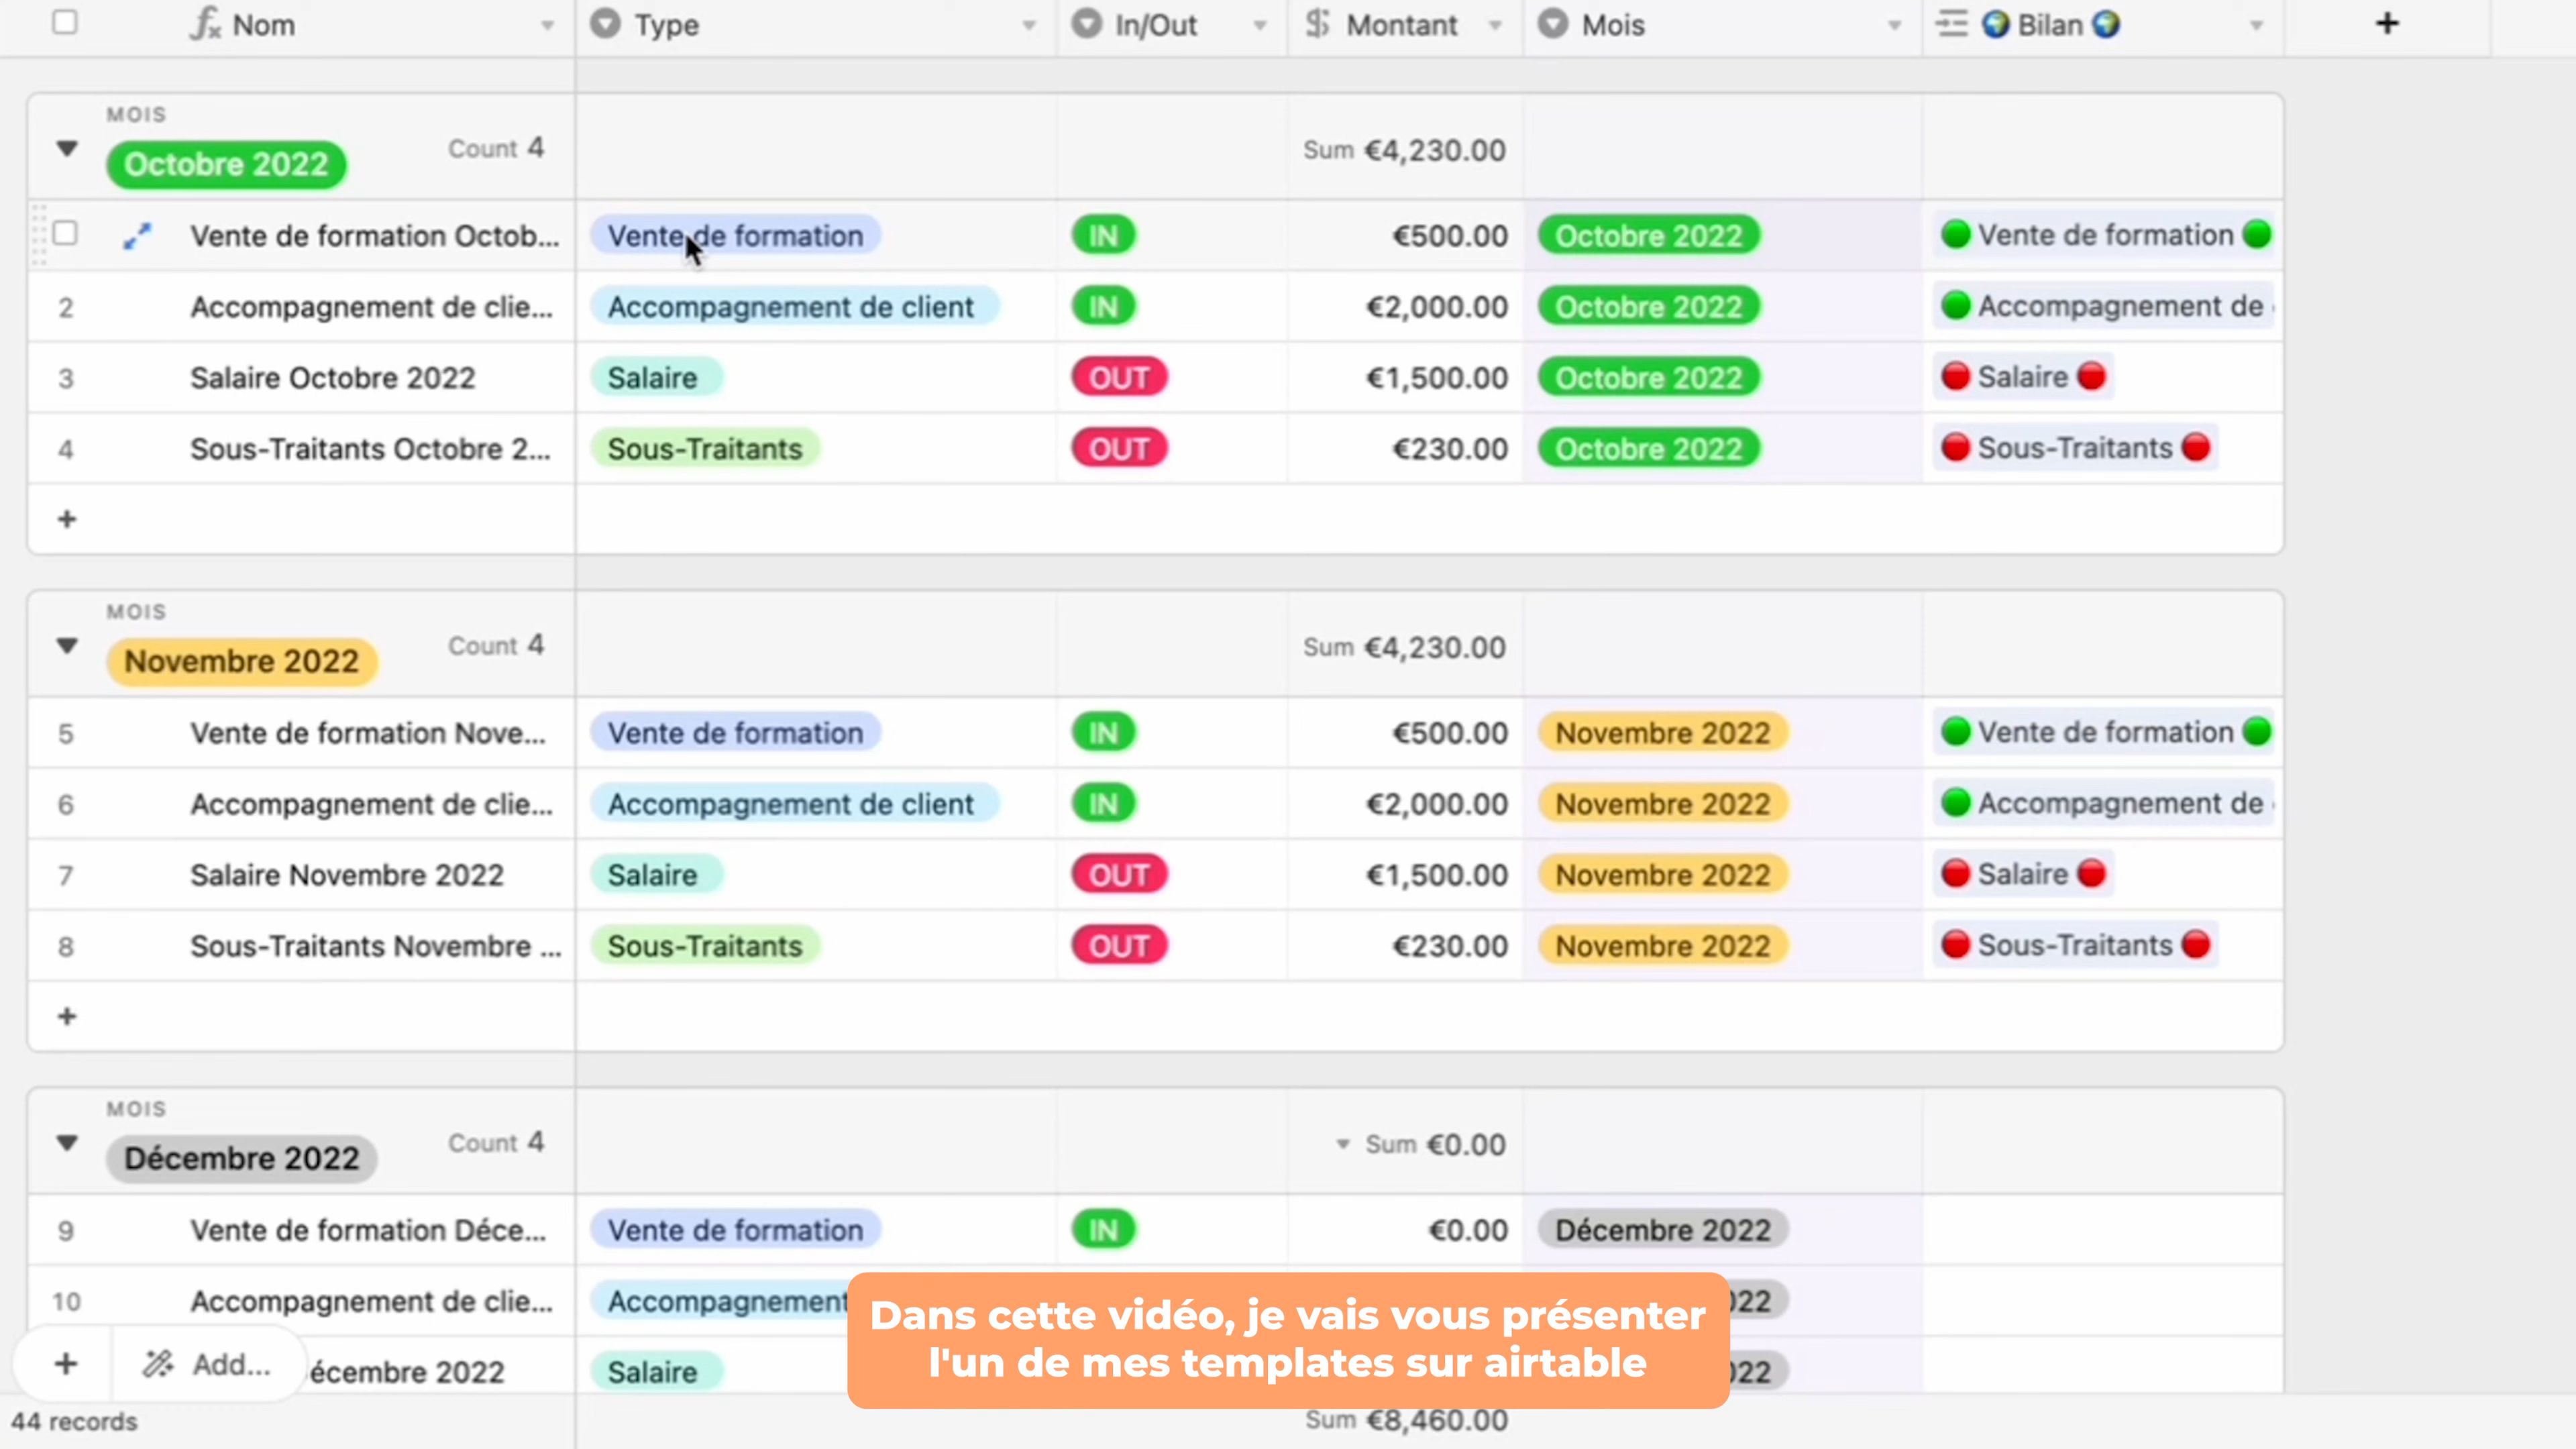 Nom Type In/Out Montant Mois Bilan
MOIS
Octobre 2022 Count 4 Sum €4,230.00
Vente de formation Octob... Vente de formation IN €500.00 Octobre 2022 Vente de formation
2 Accompagnement de clie... Accompagnement de client IN €2,000.00 Octobre 2022 Accompagnement de
3 Salaire Octobre 2022 Salaire OUT €1,500.00 Octobre 2022 Salaire
4 Sous-Traitants Octobre 2... Sous-Traitants OUT €230.00 Octobre 2022 Sous-Traitants
+
MOIS
Novembre 2022 Count 4 Sum €4,230.00
5 Vente de formation Nove... Vente de formation IN €500.00 Novembre 2022 Vente de formation
6 Accompagnement de clie... Accompagnement de client IN €2,000.00 Novembre 2022 Accompagnement de
7 Salaire Novembre 2022 Salaire OUT €1,500.00 Novembre 2022 Salaire
8 Sous-Traitants Novembre ... Sous-Traitants OUT €230.00 Novembre 2022 Sous-Traitants
+
MOIS
Décembre 2022 Count 4 Sum €0.00
9 Vente de formation Déce... Vente de formation IN €0.00 Décembre 2022
10 Accompagnement de clie... Accompagnement 022
+ Add... écembre 2022 Salaire 022
Dans cette vidéo, je vais vous présenter
l'un de mes templates sur airtable
44 records Sum €8,460.00